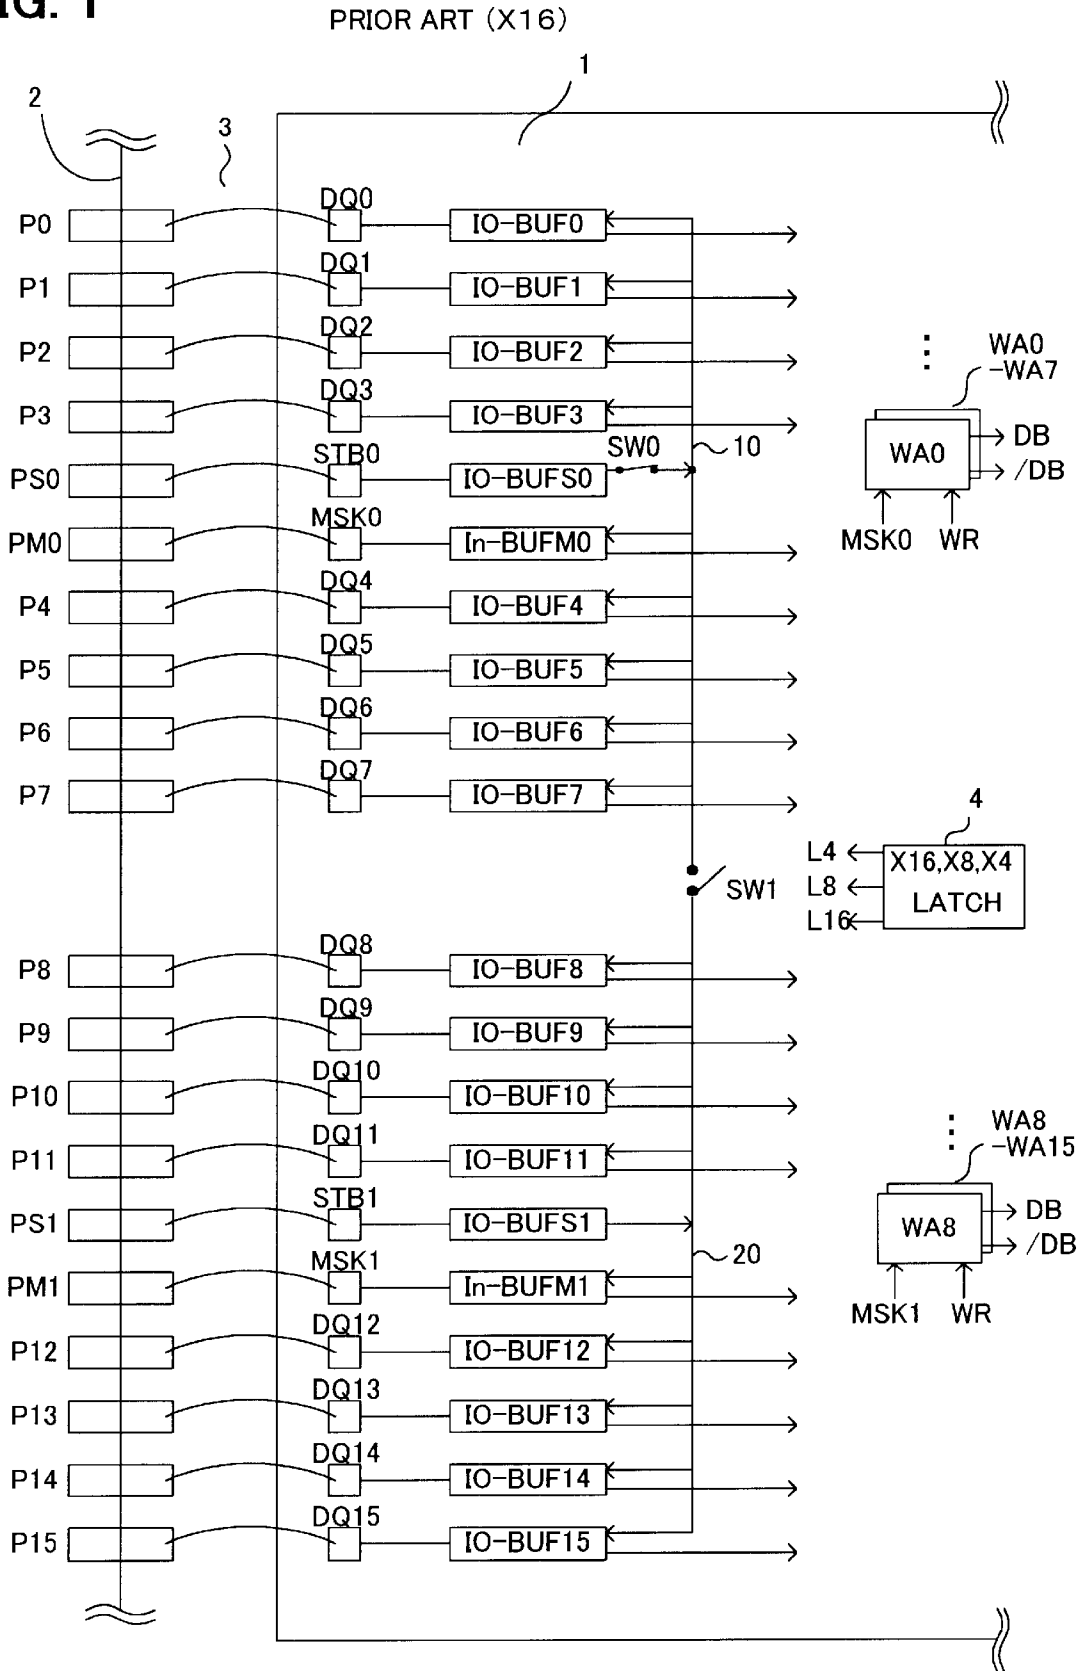 FIG. 1
PRIOR ART (X16)
1
2
3
P0 DQ0 IO-BUF0
P1 DQ1 IO-BUF1
P2 DQ2 IO-BUF2
P3 DQ3 IO-BUF3
PS0 STB0 IO-BUFS0 SW0 10
PM0 MSK0 In-BUFM0
P4 DQ4 IO-BUF4
P5 DQ5 IO-BUF5
P6 DQ6 IO-BUF6
P7 DQ7 IO-BUF7
WA0
-WA7
WA0 DB
/DB
MSK0 WR
SW1
4
L4 X16,X8,X4
L8 LATCH
L16
P8 DQ8 IO-BUF8
P9 DQ9 IO-BUF9
P10 DQ10 IO-BUF10
P11 DQ11 IO-BUF11
PS1 STB1 IO-BUFS1
20
PM1 MSK1 In-BUFM1
P12 DQ12 IO-BUF12
P13 DQ13 IO-BUF13
P14 DQ14 IO-BUF14
P15 DQ15 IO-BUF15
WA8
-WA15
WA8 DB
/DB
MSK1 WR